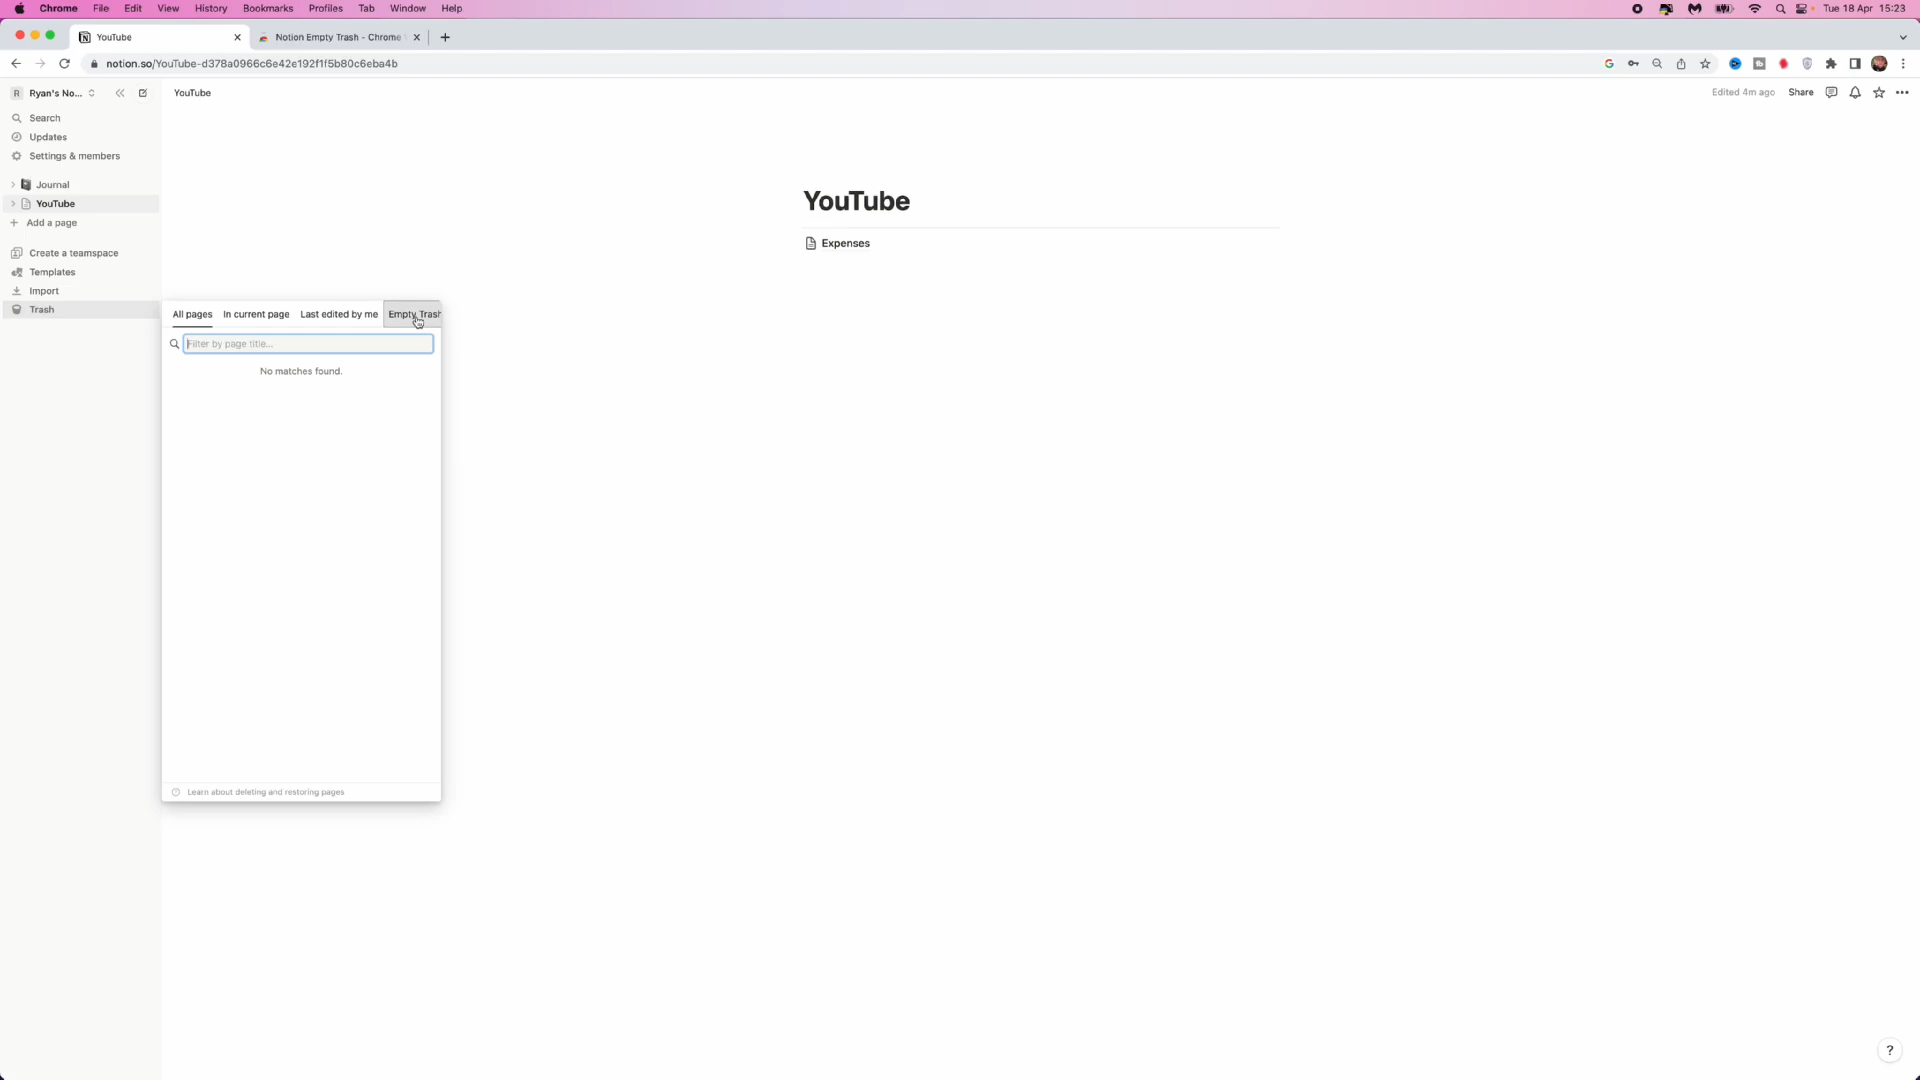 Chrome File Edit View History Bookmarks Profiles Tab Window Help Tue 18 Apr 15:23
YouTube Notion Empty Trash - Chrome
notion.so/YouTube-d378a0966c6e42e192f1f5b80c6eba4b
R Ryan's No... YouTube Edited 4m ago Share
Search
Updates
Settings & members
Journal
YouTube
Add a page
Create a teamspace
Templates
Import
Trash
YouTube
Expenses
All pages In current page Last edited by me Empty Trash
Filter by page title...
No matches found.
Learn about deleting and restoring pages
?